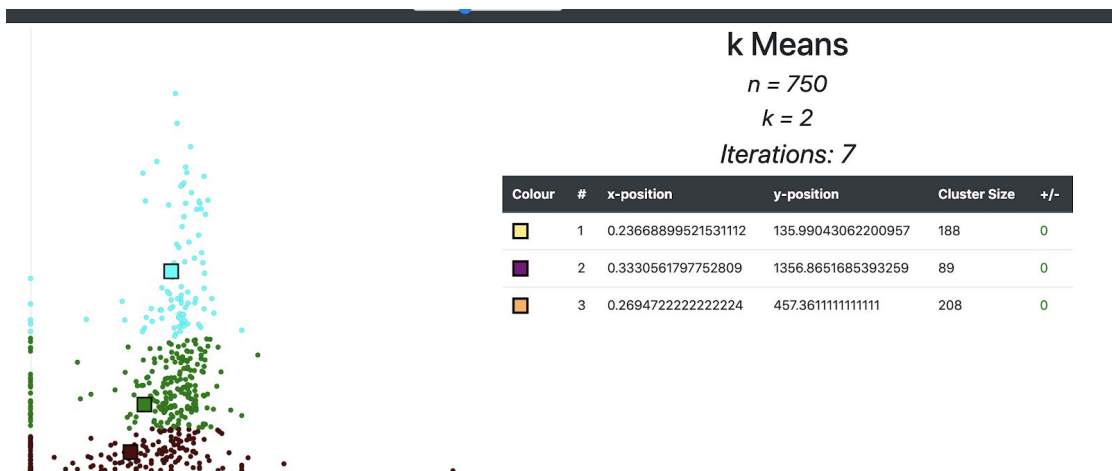 k Means
n = 750
k = 2
Iterations: 7
Colour # x-position y-position Cluster Size +/-
1 0.23668899521531112 135.99043062200957 188 0
2 0.3330561797752809 1356.8651685393259 89 0
3 0.2694722222222224 457.3611111111111 208 0